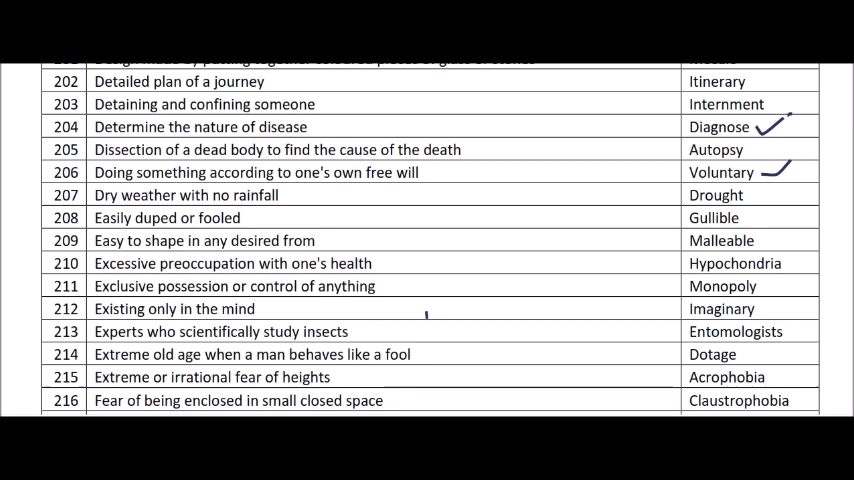 202 Detailed plan of a journey Itinerary
203 Detaining and confining someone Internment
204 Determine the nature of disease Diagnose
205 Dissection of a dead body to find the cause of the death Autopsy
206 Doing something according to one's own free will Voluntary
207 Dry weather with no rainfall Drought
208 Easily duped or fooled Gullible
209 Easy to shape in any desired from Malleable
210 Excessive preoccupation with one's health Hypochondria
211 Exclusive possession or control of anything Monopoly
212 Existing only in the mind Imaginary
213 Experts who scientifically study insects Entomologists
214 Extreme old age when a man behaves like a fool Dotage
215 Extreme or irrational fear of heights Acrophobia
216 Fear of being enclosed in small closed space Claustrophobia